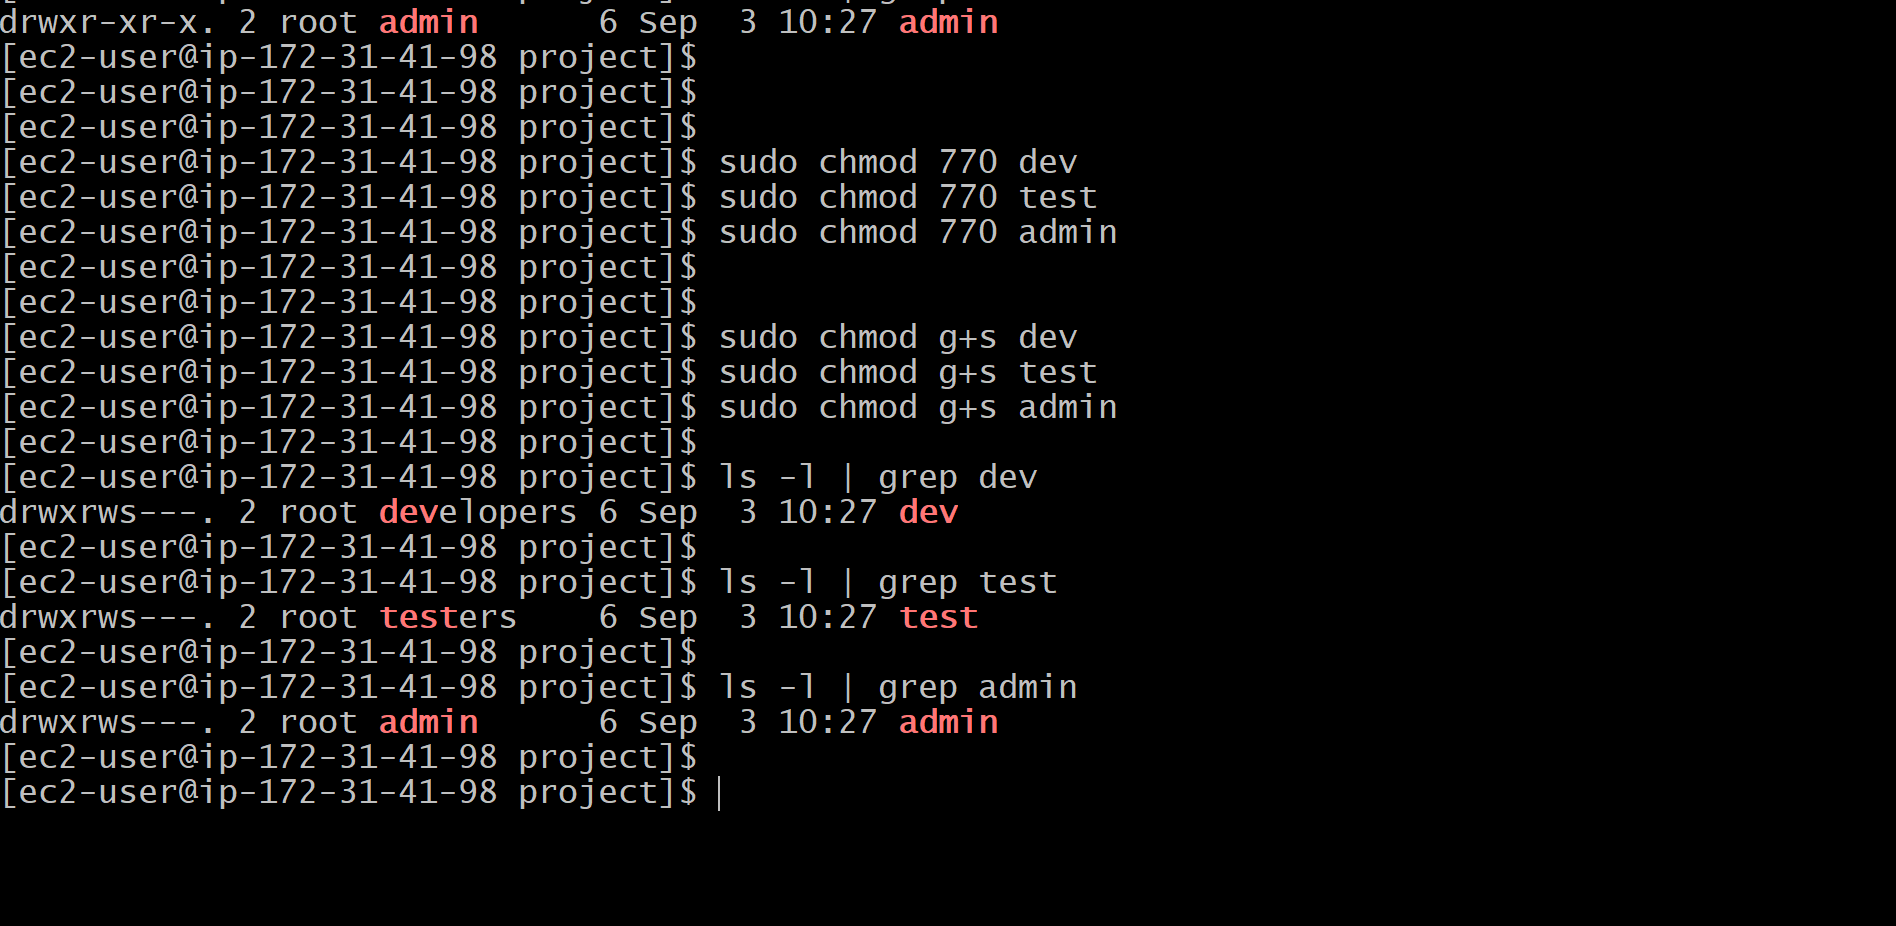 drwxr-xr-x. 2 root admin      6 Sep  3 10:27 admin
[ec2-user@ip-172-31-41-98 project]$
[ec2-user@ip-172-31-41-98 project]$
[ec2-user@ip-172-31-41-98 project]$
[ec2-user@ip-172-31-41-98 project]$ sudo chmod 770 dev
[ec2-user@ip-172-31-41-98 project]$ sudo chmod 770 test
[ec2-user@ip-172-31-41-98 project]$ sudo chmod 770 admin
[ec2-user@ip-172-31-41-98 project]$
[ec2-user@ip-172-31-41-98 project]$
[ec2-user@ip-172-31-41-98 project]$ sudo chmod g+s dev
[ec2-user@ip-172-31-41-98 project]$ sudo chmod g+s test
[ec2-user@ip-172-31-41-98 project]$ sudo chmod g+s admin
[ec2-user@ip-172-31-41-98 project]$
[ec2-user@ip-172-31-41-98 project]$ ls -l | grep dev
drwxrws---. 2 root developers 6 Sep  3 10:27 dev
[ec2-user@ip-172-31-41-98 project]$
[ec2-user@ip-172-31-41-98 project]$ ls -l | grep test
drwxrws---. 2 root testers    6 Sep  3 10:27 test
[ec2-user@ip-172-31-41-98 project]$
[ec2-user@ip-172-31-41-98 project]$ ls -l | grep admin
drwxrws---. 2 root admin      6 Sep  3 10:27 admin
[ec2-user@ip-172-31-41-98 project]$
[ec2-user@ip-172-31-41-98 project]$